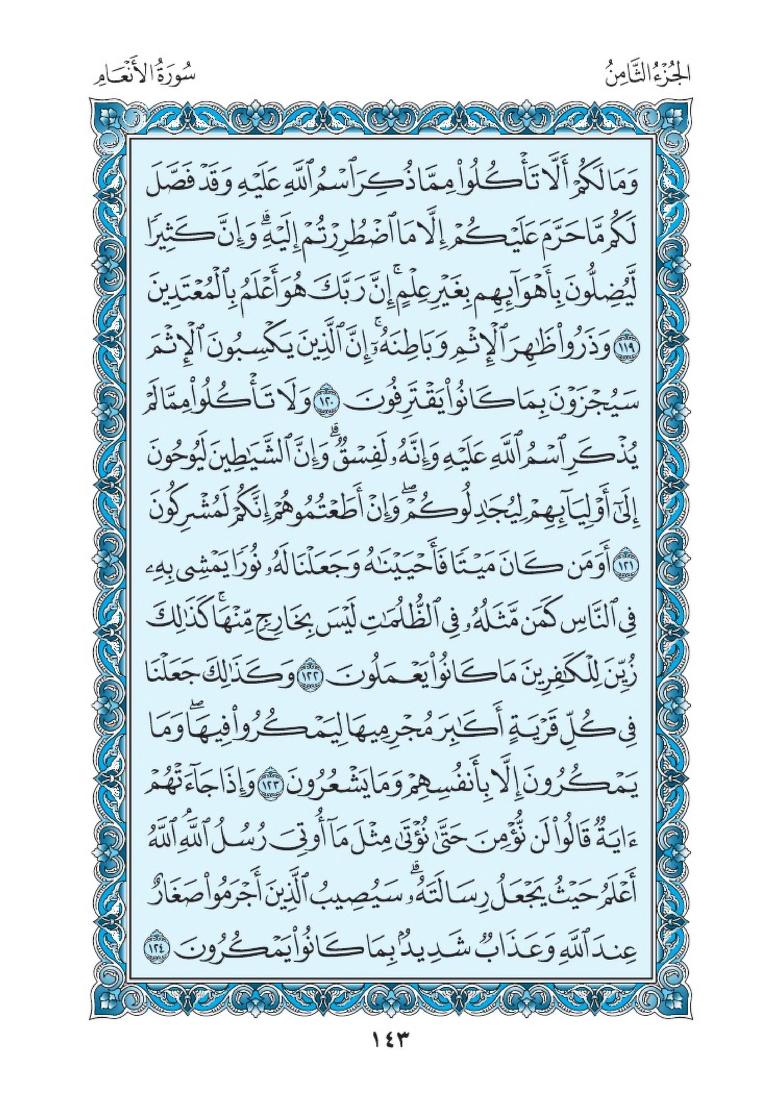 الجُزْءُ الثَّامِنُ
سُورَةُ الأَنْعَامِ
وَمَا لَكُمْ أَلَّا تَأْكُلُوا۟ مِمَّا ذُكِرَ ٱسْمُ ٱللَّهِ عَلَيْهِ وَقَدْ فَصَّلَ
لَكُم مَّا حَرَّمَ عَلَيْكُمْ إِلَّا مَا ٱضْطُرِرْتُمْ إِلَيْهِ ۗ وَإِنَّ كَثِيرًا
لَّيُضِلُّونَ بِأَهْوَآئِهِم بِغَيْرِ عِلْمٍ ۚ إِنَّ رَبَّكَ هُوَ أَعْلَمُ بِٱلْمُعْتَدِينَ
١١٩ وَذَرُوا۟ ظَٰهِرَ ٱلْإِثْمِ وَبَاطِنَهُۥٓ ۚ إِنَّ ٱلَّذِينَ يَكْسِبُونَ ٱلْإِثْمَ
سَيُجْزَوْنَ بِمَا كَانُوا۟ يَقْتَرِفُونَ ١٢٠ وَلَا تَأْكُلُوا۟ مِمَّا لَمْ
يُذْكَرِ ٱسْمُ ٱللَّهِ عَلَيْهِ وَإِنَّهُۥ لَفِسْقٌ ۗ وَإِنَّ ٱلشَّيَٰطِينَ لَيُوحُونَ
إِلَىٰٓ أَوْلِيَآئِهِمْ لِيُجَٰدِلُوكُمْ ۖ وَإِنْ أَطَعْتُمُوهُمْ إِنَّكُمْ لَمُشْرِكُونَ
١٢١ أَوَمَن كَانَ مَيْتًا فَأَحْيَيْنَٰهُ وَجَعَلْنَا لَهُۥ نُورًا يَمْشِى بِهِۦ
فِى ٱلنَّاسِ كَمَن مَّثَلُهُۥ فِى ٱلظُّلُمَٰتِ لَيْسَ بِخَارِجٍ مِّنْهَا ۚ كَذَٰلِكَ
زُيِّنَ لِلْكَٰفِرِينَ مَا كَانُوا۟ يَعْمَلُونَ ١٢٢ وَكَذَٰلِكَ جَعَلْنَا
فِى كُلِّ قَرْيَةٍ أَكَٰبِرَ مُجْرِمِيهَا لِيَمْكُرُوا۟ فِيهَا ۖ وَمَا
يَمْكُرُونَ إِلَّا بِأَنفُسِهِمْ وَمَا يَشْعُرُونَ ١٢٣ وَإِذَا جَآءَتْهُمْ
ءَايَةٌ قَالُوا۟ لَن نُّؤْمِنَ حَتَّىٰ نُؤْتَىٰ مِثْلَ مَآ أُوتِىَ رُسُلُ ٱللَّهِ ۘ ٱللَّهُ
أَعْلَمُ حَيْثُ يَجْعَلُ رِسَالَتَهُۥ ۗ سَيُصِيبُ ٱلَّذِينَ أَجْرَمُوا۟ صَغَارٌ
عِندَ ٱللَّهِ وَعَذَابٌ شَدِيدٌۢ بِمَا كَانُوا۟ يَمْكُرُونَ ١٢٤
١٤٣